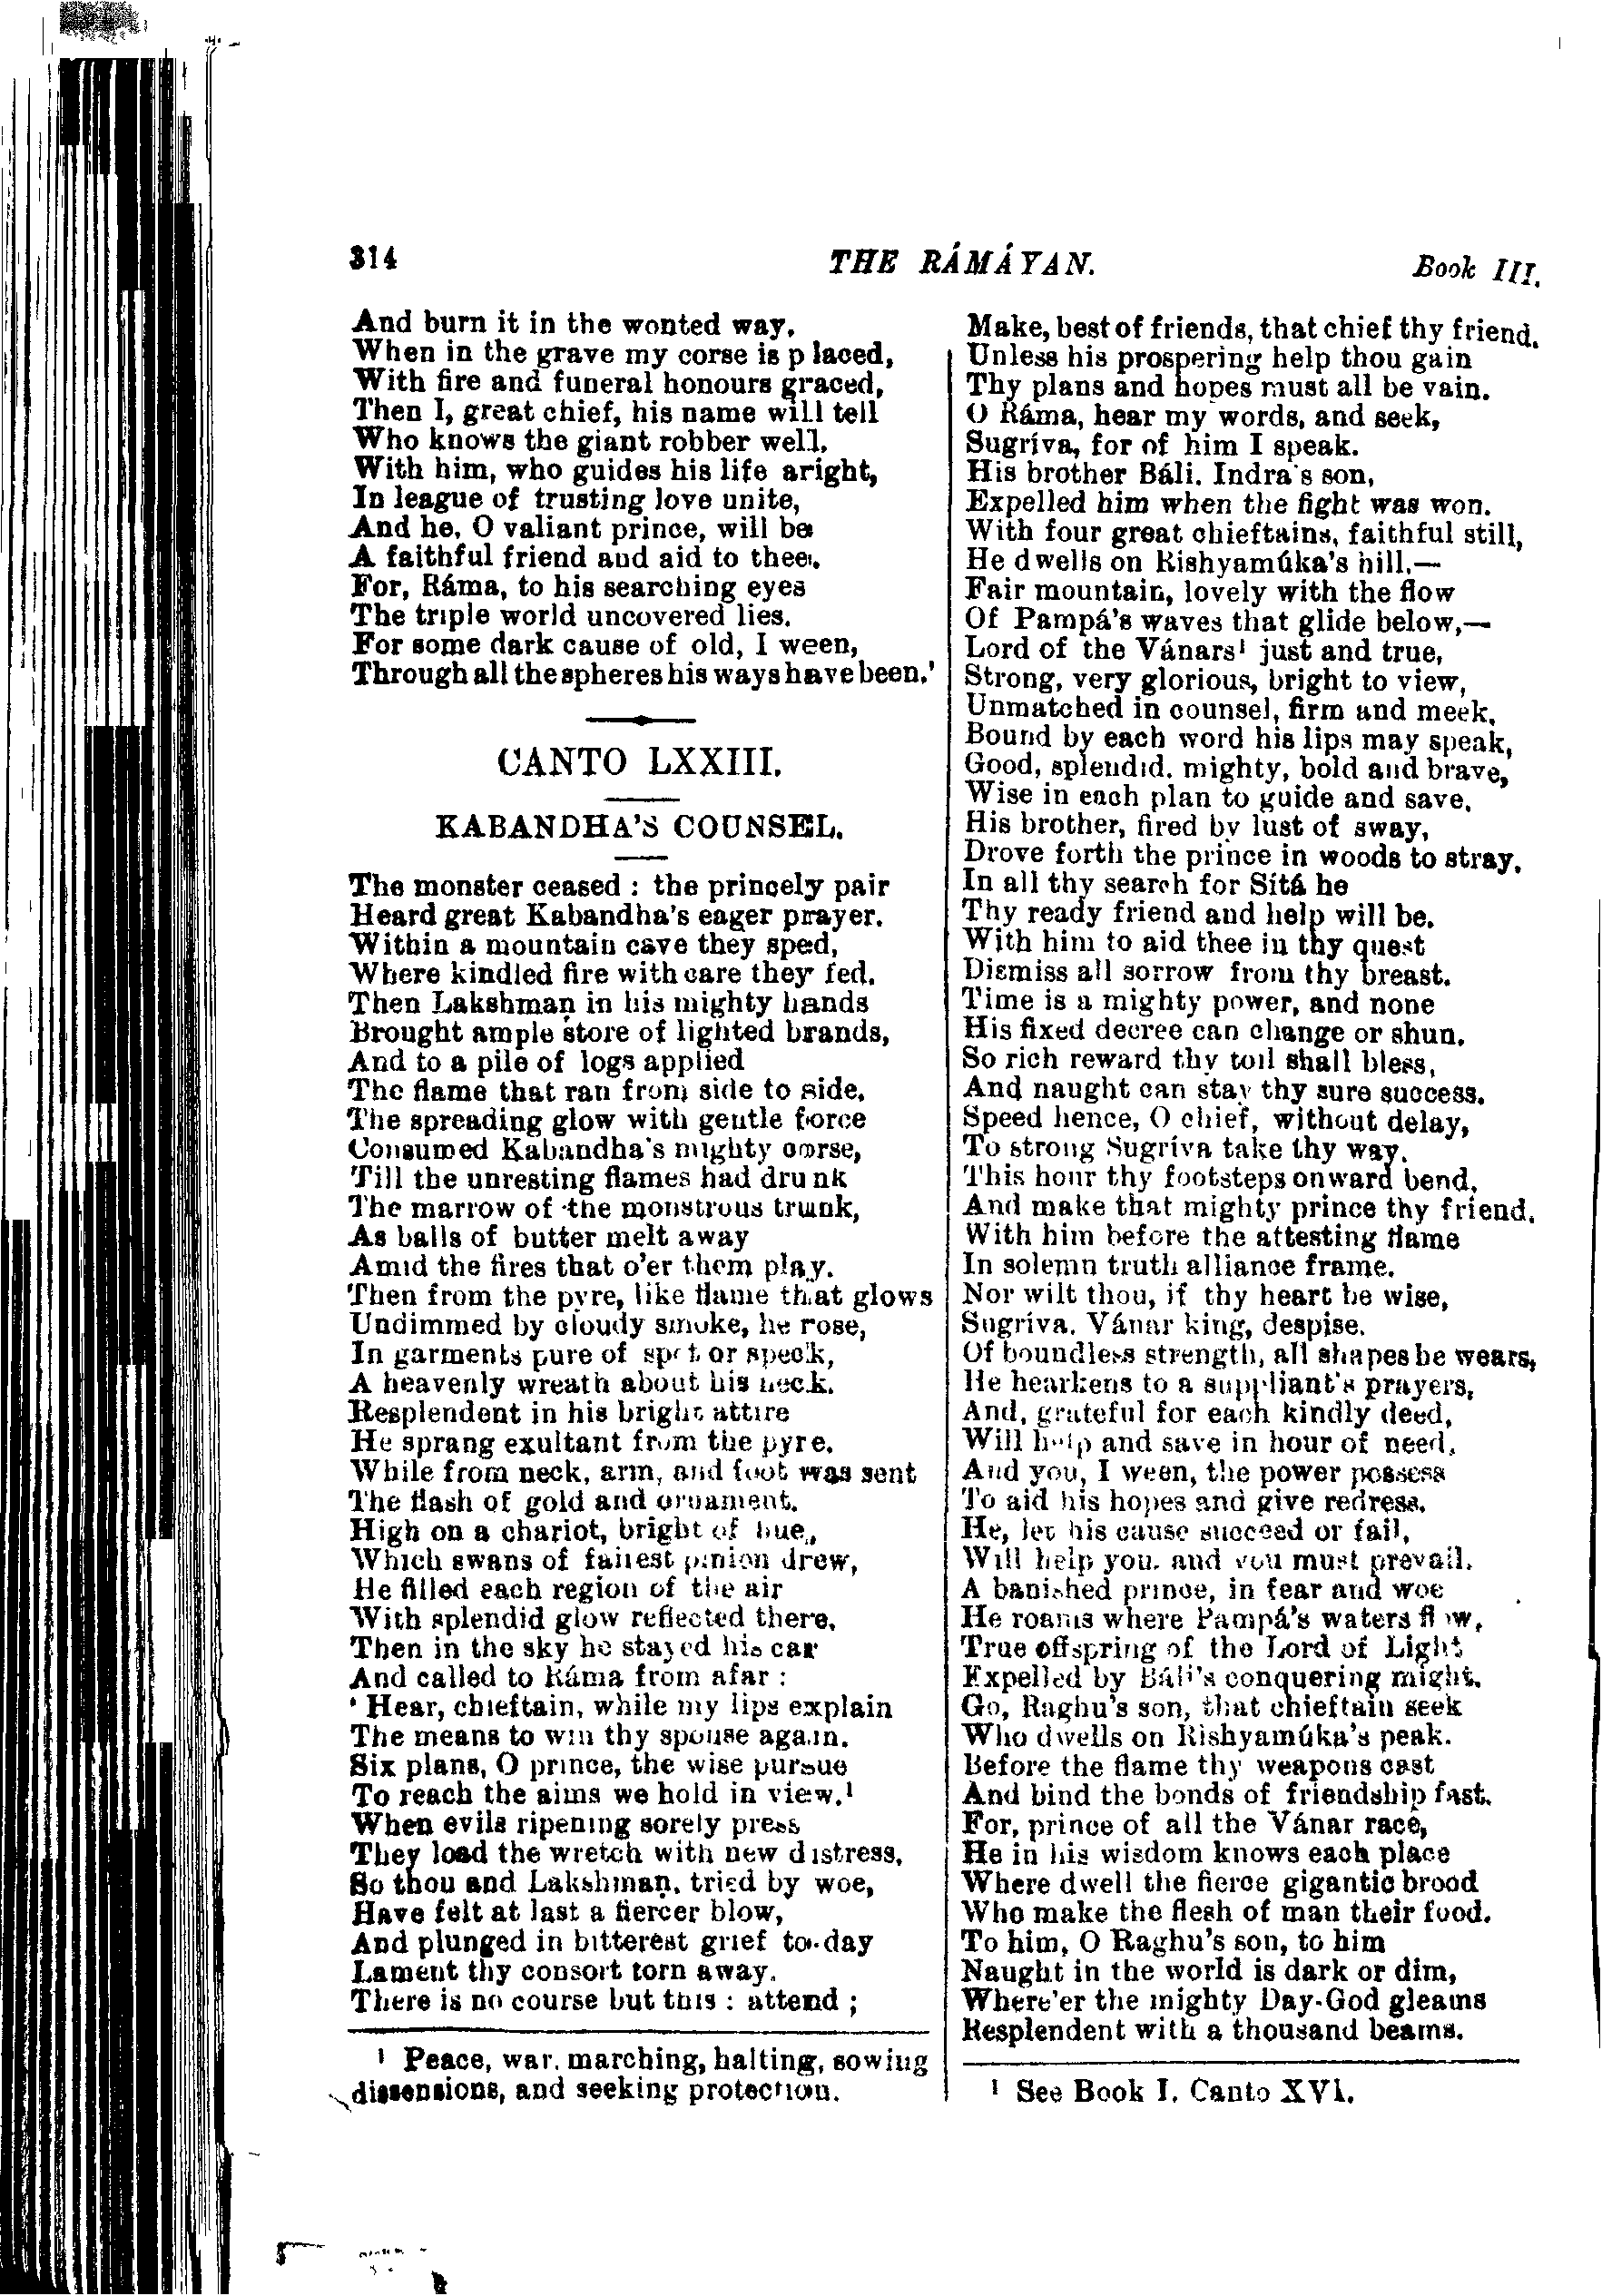 314 THE RÁMÁYAN. Book III.
And burn it in the wonted way.
When in the grave my corse is placed,
With fire and funeral honours graced,
Then I, great chief, his name will tell
Who knows the giant robber well.
With him, who guides his life aright,
In league of trusting love unite,
And he, O valiant prince, will be
A faithful friend and aid to thee.
For, Ráma, to his searching eyes
The triple world uncovered lies.
For some dark cause of old, I ween,
Through all the spheres his ways have been.'
CANTO LXXIII.
KABANDHA'S COUNSEL.
The monster ceased : the princely pair
Heard great Kabandha's eager prayer.
Within a mountain cave they sped,
Where kindled fire with care they fed.
Then Lakshmaṇ in his mighty hands
Brought ample store of lighted brands,
And to a pile of logs applied
The flame that ran from side to side.
The spreading glow with gentle force
Consumed Kabandha's mighty corse,
Till the unresting flames had drunk
The marrow of the monstrous trunk,
As balls of butter melt away
Amid the fires that o'er them play.
Then from the pyre, like flame that glows
Undimmed by cloudy smoke, he rose,
In garments pure of spot or speck,
A heavenly wreath about his neck.
Resplendent in his bright attire
He sprang exultant from the pyre.
While from neck, arm, and foot was sent
The flash of gold and ornament.
High on a chariot, bright of hue,
Which swans of fairest pinion drew,
He filled each region of the air
With splendid glow reflected there.
Then in the sky he stayed his car
And called to Ráma from afar :
'Hear, chieftain, while my lips explain
The means to win thy spouse again.
Six plans, O prince, the wise pursue
To reach the aims we hold in view.¹
When evils ripening sorely press
They load the wretch with new distress,
So thou and Lakshmaṇ, tried by woe,
Have felt at last a fiercer blow,
And plunged in bitterest grief to-day
Lament thy consort torn away.
There is no course but this : attend ;
¹ Peace, war, marching, halting, sowing
dissensions, and seeking protection.
Make, best of friends, that chief thy friend.
Unless his prospering help thou gain
Thy plans and hopes must all be vain.
O Ráma, hear my words, and seek,
Sugríva, for of him I speak.
His brother Báli, Indra's son,
Expelled him when the fight was won.
With four great chieftains, faithful still,
He dwells on Rishyamúka's hill.—
Fair mountain, lovely with the flow
Of Pampá's waves that glide below,—
Lord of the Vánars¹ just and true,
Strong, very glorious, bright to view,
Unmatched in counsel, firm and meek,
Bound by each word his lips may speak,
Good, splendid, mighty, bold and brave,
Wise in each plan to guide and save.
His brother, fired by lust of sway,
Drove forth the prince in woods to stray.
In all thy search for Sítá he
Thy ready friend and help will be.
With him to aid thee in thy quest
Dismiss all sorrow from thy breast.
Time is a mighty power, and none
His fixed decree can change or shun.
So rich reward thy toil shall bless,
And naught can stay thy sure success.
Speed hence, O chief, without delay,
To strong Sugríva take thy way.
This hour thy footsteps onward bend,
And make that mighty prince thy friend.
With him before the attesting flame
In solemn truth alliance frame.
Nor wilt thou, if thy heart be wise,
Sugríva, Vánar king, despise.
Of boundless strength, all shapes he wears,
He hearkens to a suppliant's prayers,
And, grateful for each kindly deed,
Will help and save in hour of need.
And you, I ween, the power possess
To aid his hopes and give redress.
He, let his cause succeed or fail,
Will help you, and you must prevail.
A banished prince, in fear and woe
He roams where Pampá's waters flow,
True offspring of the Lord of Light
Expelled by Báli's conquering might.
Go, Raghu's son, that chieftain seek
Who dwells on Rishyamúka's peak.
Before the flame thy weapons cast
And bind the bonds of friendship fast.
For, prince of all the Vánar race,
He in his wisdom knows each place
Where dwell the fierce gigantic brood
Who make the flesh of man their food.
To him, O Raghu's son, to him
Naught in the world is dark or dim,
Where'er the mighty Day-God gleams
Resplendent with a thousand beams.
¹ See Book I. Canto XVI.